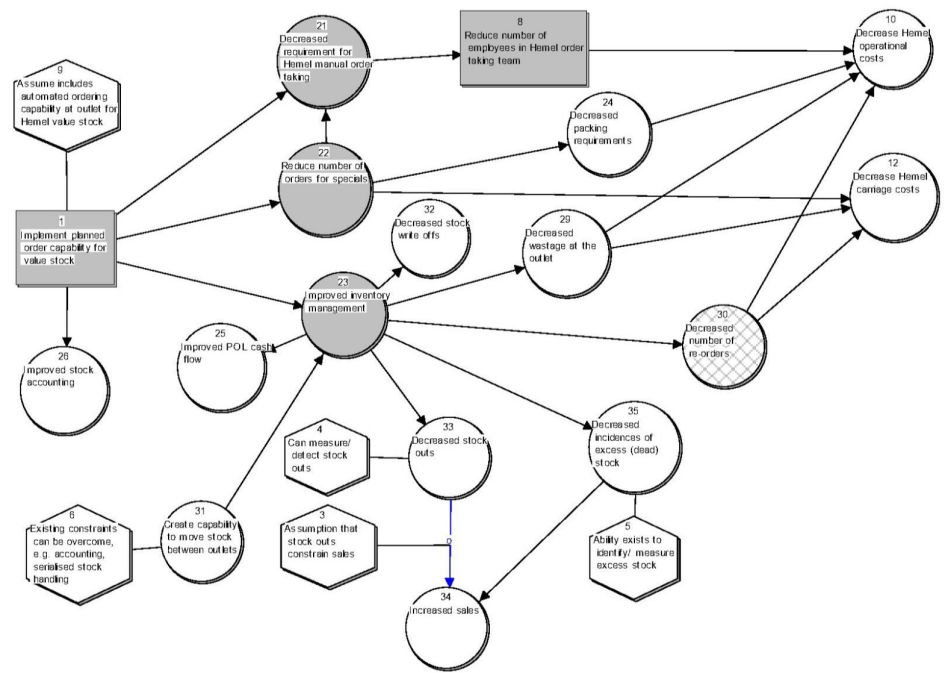 21
Decreased
requirement for
Hemel manual order
taking
8
Reduce number of
employees in Hemel order
taking team
10
Decrease Hemel
operational
costs
9
Assume includes
automated ordering
capability at outlet for
Hemel value stock
24
Decreased
packing
requirements
22
Reduce number of
orders for specials
12
Decrease Hemel
carriage costs
1
Implement planned
order capability for
value stock
32
Decreased stock
write offs
29
Decreased
wastage at the
outlet
23
Improved inventory
management
30
Decreased
number of
re-orders
25
Improved POL cash
flow
26
Improved stock
accounting
35
Decreased
incidences of
excess (dead)
stock
4
Can measure/
detect stock
outs
33
Decreased stock
outs
6
Existing constraints
can be overcome,
e.g. accounting,
serialised stock
handling
31
Create capability
to move stock
between outlets
3
Assumption that
stock outs
constrain sales
0
5
Ability exists to
identify/ measure
excess stock
34
Increased sales